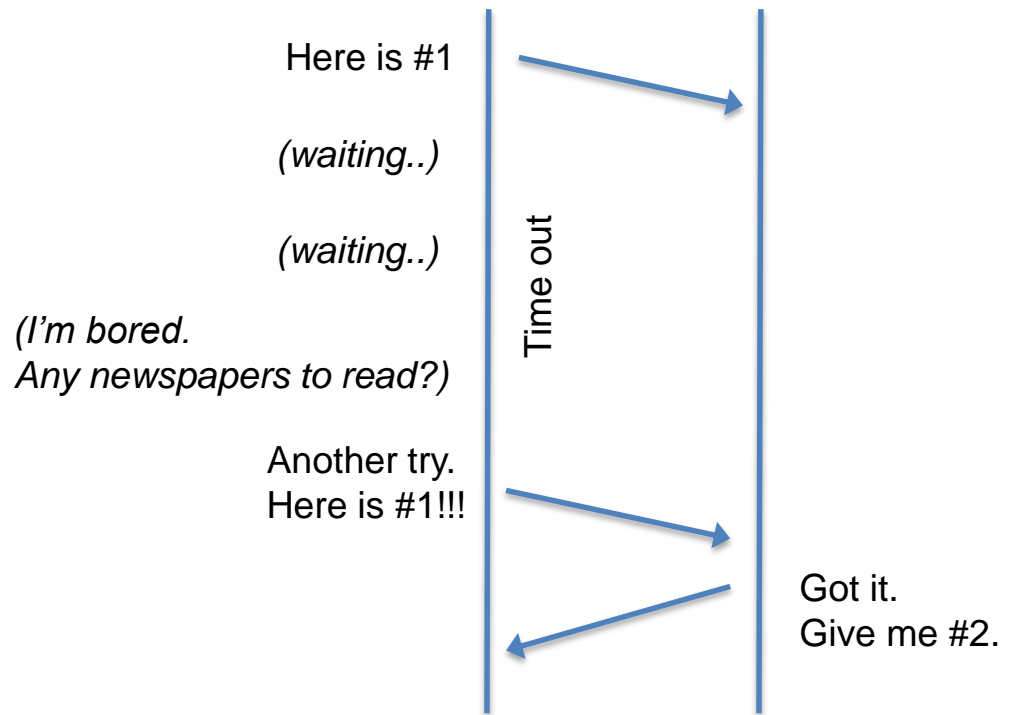 Here is #1
(waiting..)
(waiting..)
Time out
(I’m bored.
Any newspapers to read?)
Another try.
Here is #1!!!
Got it.
Give me #2.